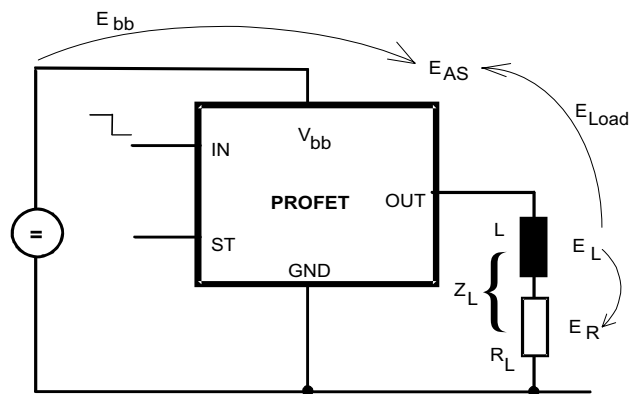 E bb
E AS
E Load
IN
V bb
PROFET
OUT
ST
GND
L
E L
Z L
{
E R
R L
=